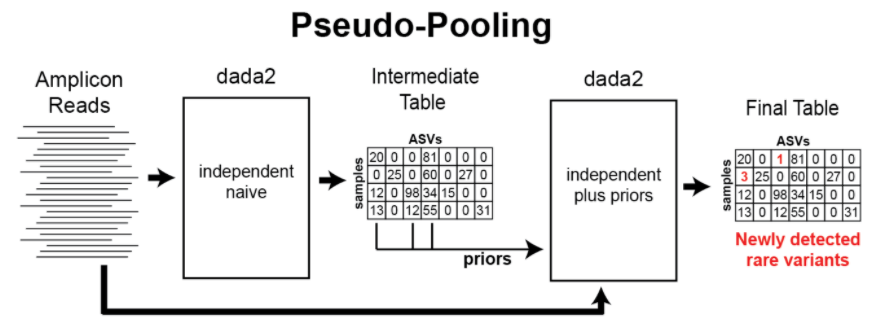 Pseudo-Pooling
Amplicon
Reads
dada2
independent
naive
Intermediate
Table
ASVs
samples
20 0 0 81 0 0 0
0 25 0 60 0 27 0
12 0 98 34 15 0 0
13 0 12 55 0 0 31
priors
dada2
independent
plus priors
Final Table
ASVs
samples
20 0 1 81 0 0 0
3 25 0 60 0 27 0
12 0 98 34 15 0 0
13 0 12 55 0 0 31
Newly detected
rare variants